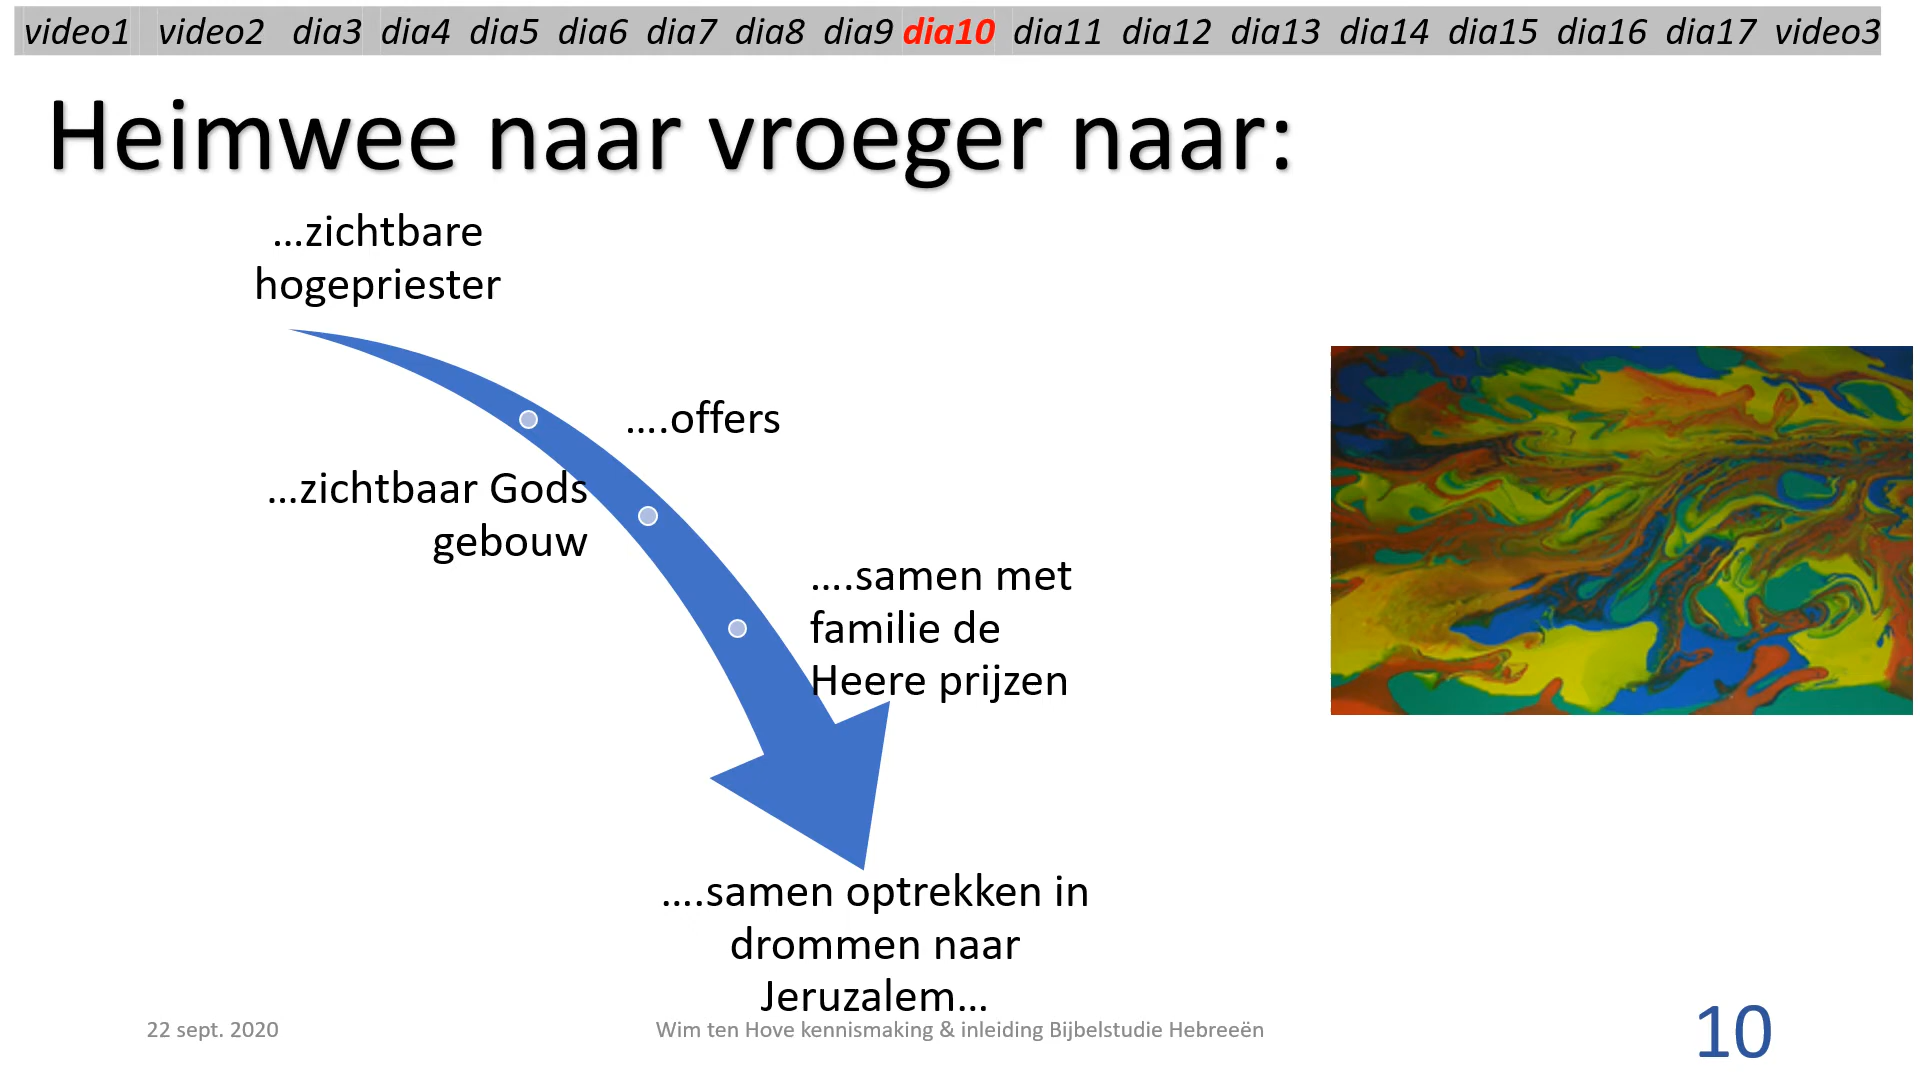 video1 video2 dia3 dia4 dia5 dia6 dia7 dia8 dia9 dia10 dia11 dia12 dia13 dia14 dia15 dia16 dia17 video3
Heimwee naar vroeger naar:
...zichtbare
hogepriester
....offers
...zichtbaar Gods
gebouw
....samen met
familie de
Heere prijzen
....samen optrekken in
drommen naar
Jeruzalem...
22 sept. 2020
Wim ten Hove kennismaking & inleiding Bijbelstudie Hebreeën
10